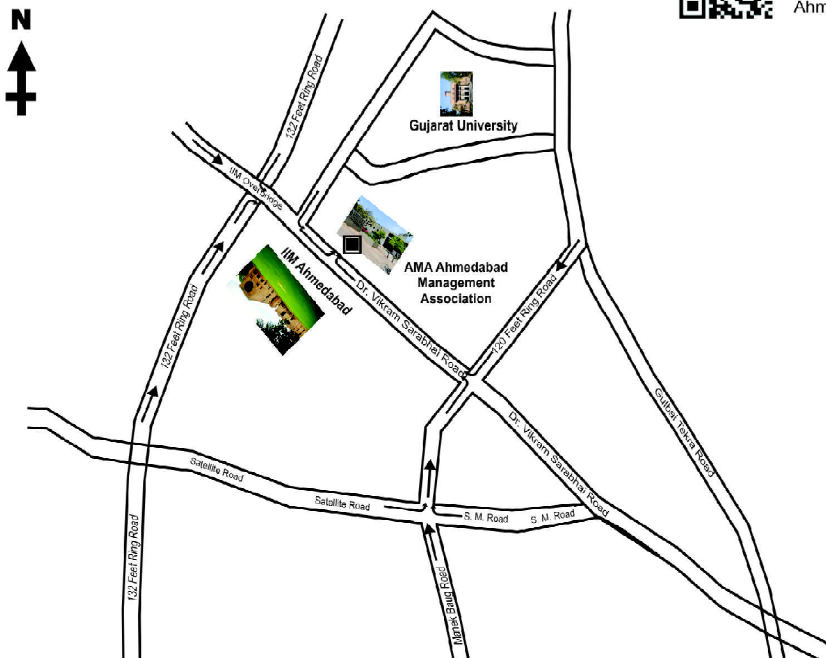 N
Ahm
132 Feet Ring Road
Gujarat University
IIM Overbridge
AMA Ahmedabad
Management
Association
IIM Ahmedabad
Dr. Vikram Sarabhai Road
120 Feet Ring Road
132 Feet Ring Road
Gulbai Tekra Road
Dr. Vikram Sarabhai Road
Satellite Road
Satellite Road
S. M. Road
S. M. Road
132 Feet Ring Road
Manek Baug Road